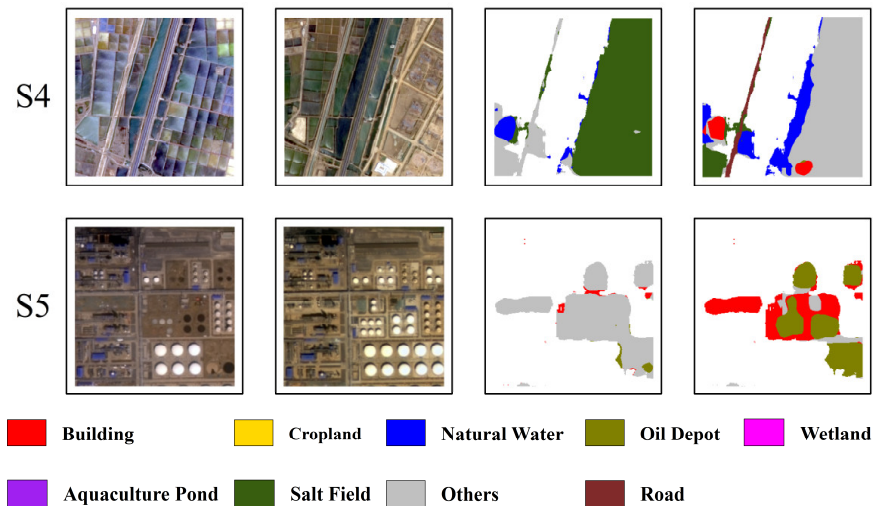 S4
S5
Building
Cropland
Natural Water
Oil Depot
Wetland
Aquaculture Pond
Salt Field
Others
Road